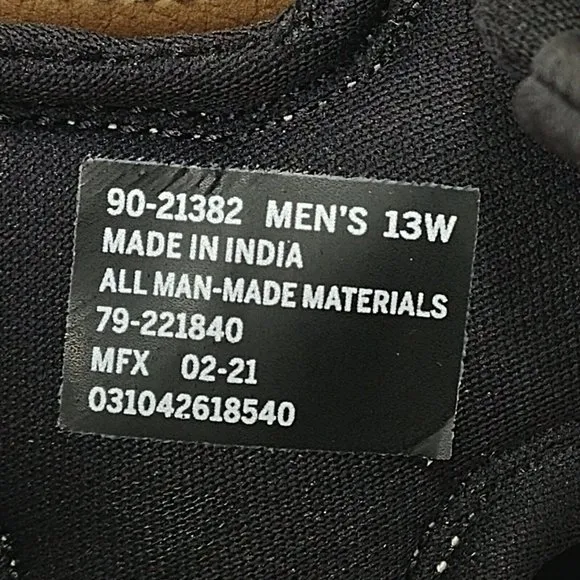 90-21382 MEN'S 13W
MADE IN INDIA
ALL MAN-MADE MATERIALS
79-221840
MFX 02-21
031042618540